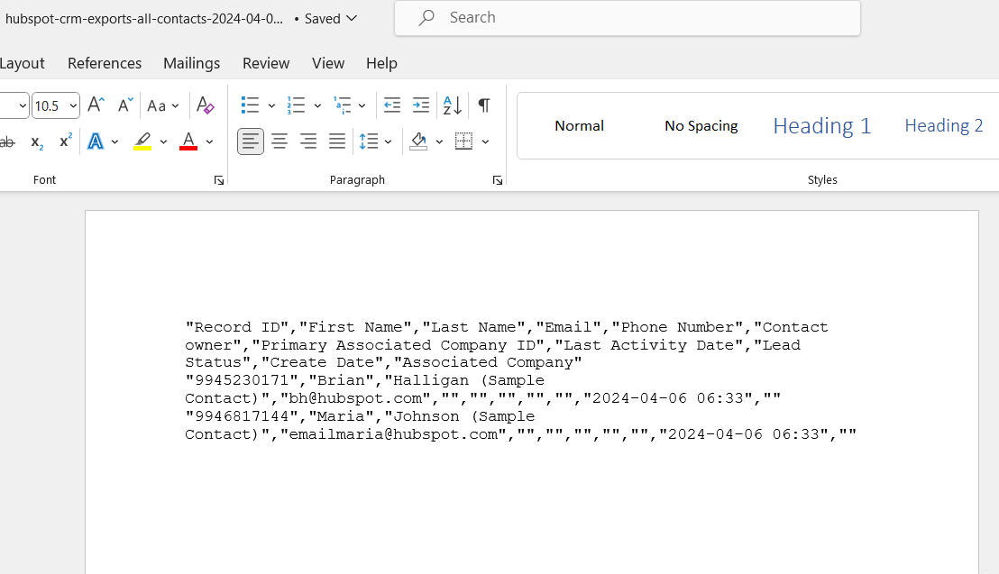 hubspot-crm-exports-all-contacts-2024-04-0... • Saved
Search
Layout References Mailings Review View Help
10.5 A A Aa A
ab x₂ x² A A
A Z ¶
Normal No Spacing Heading 1 Heading 2
Font Paragraph Styles
"Record ID","First Name","Last Name","Email","Phone Number","Contact
owner","Primary Associated Company ID","Last Activity Date","Lead
Status","Create Date","Associated Company"
"9945230171","Brian","Halligan (Sample
Contact)","bh@hubspot.com","","","","","","2024-04-06 06:33",""
"9946817144","Maria","Johnson (Sample
Contact)","emailmaria@hubspot.com","","","","","","2024-04-06 06:33",""